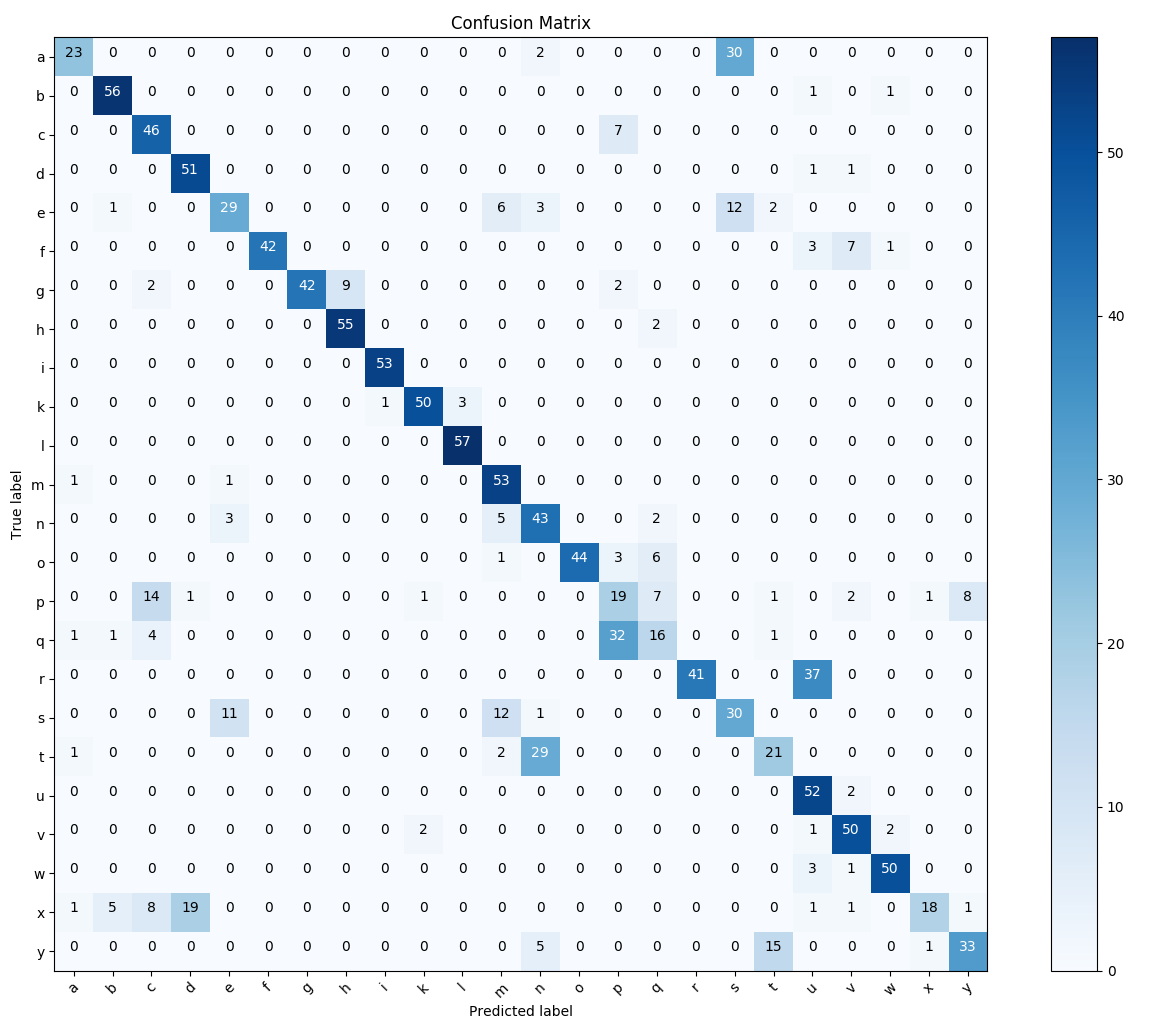 Confusion Matrix
a 23 0 0 0 0 0 0 0 0 0 0 0 2 0 0 0 0 30 0 0 0 0 0 0
b 0 56 0 0 0 0 0 0 0 0 0 0 0 0 0 0 0 0 0 1 0 1 0 0
c 0 0 46 0 0 0 0 0 0 0 0 0 0 0 7 0 0 0 0 0 0 0 0 0
d 0 0 0 51 0 0 0 0 0 0 0 0 0 0 0 0 0 0 0 1 1 0 0 0
e 0 1 0 0 29 0 0 0 0 0 0 6 3 0 0 0 0 12 2 0 0 0 0 0
f 0 0 0 0 0 42 0 0 0 0 0 0 0 0 0 0 0 0 0 3 7 1 0 0
g 0 0 2 0 0 0 42 9 0 0 0 0 0 0 2 0 0 0 0 0 0 0 0 0
h 0 0 0 0 0 0 0 55 0 0 0 0 0 0 0 2 0 0 0 0 0 0 0 0
i 0 0 0 0 0 0 0 0 53 0 0 0 0 0 0 0 0 0 0 0 0 0 0 0
k 0 0 0 0 0 0 0 0 1 50 3 0 0 0 0 0 0 0 0 0 0 0 0 0
l 0 0 0 0 0 0 0 0 0 0 57 0 0 0 0 0 0 0 0 0 0 0 0 0
m 1 0 0 0 1 0 0 0 0 0 0 53 0 0 0 0 0 0 0 0 0 0 0 0
n 0 0 0 0 3 0 0 0 0 0 0 5 43 0 0 2 0 0 0 0 0 0 0 0
o 0 0 0 0 0 0 0 0 0 0 0 1 0 44 3 6 0 0 0 0 0 0 0 0
p 0 0 14 1 0 0 0 0 0 1 0 0 0 0 19 7 0 0 1 0 2 0 1 8
q 1 1 4 0 0 0 0 0 0 0 0 0 0 0 32 16 0 0 1 0 0 0 0 0
r 0 0 0 0 0 0 0 0 0 0 0 0 0 0 0 0 41 0 0 37 0 0 0 0
s 0 0 0 0 11 0 0 0 0 0 0 12 1 0 0 0 0 30 0 0 0 0 0 0
t 1 0 0 0 0 0 0 0 0 0 0 2 29 0 0 0 0 0 21 0 0 0 0 0
u 0 0 0 0 0 0 0 0 0 0 0 0 0 0 0 0 0 0 0 52 2 0 0 0
v 0 0 0 0 0 0 0 0 0 2 0 0 0 0 0 0 0 0 0 1 50 2 0 0
w 0 0 0 0 0 0 0 0 0 0 0 0 0 0 0 0 0 0 0 3 1 50 0 0
x 1 5 8 19 0 0 0 0 0 0 0 0 0 0 0 0 0 0 0 1 1 0 18 1
y 0 0 0 0 0 0 0 0 0 0 0 0 5 0 0 0 0 0 15 0 0 0 1 33
a b c d e f g h i k l m n o p q r s t u v w x y
Predicted label
True label
50
40
30
20
10
0